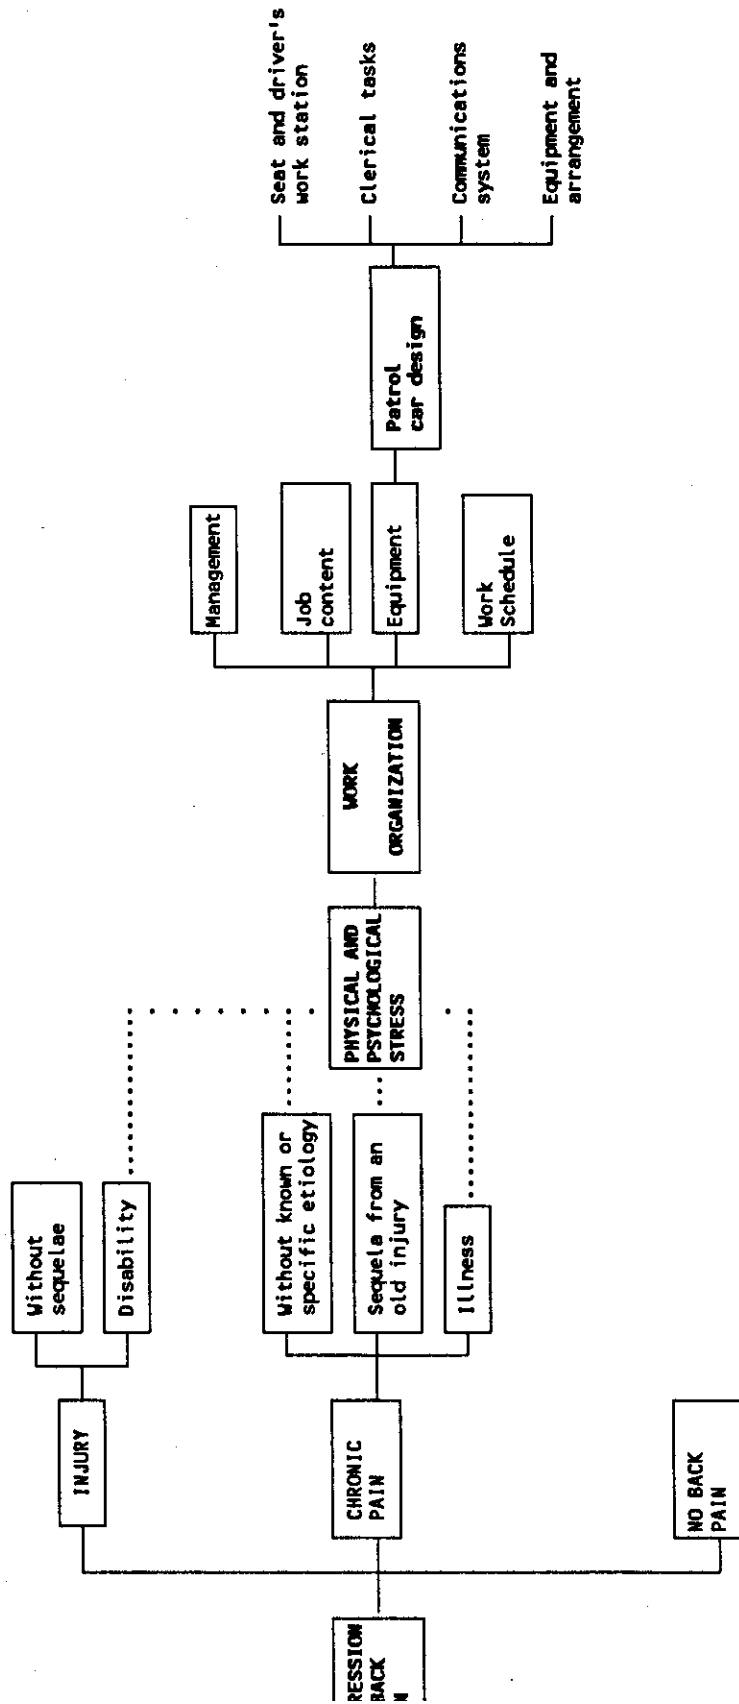 RESSION
BACK
INJURY
CHRONIC
PAIN
NO BACK
PAIN
Without
sequelae
Disability
Without known or
specific etiology
Sequela from an
old injury
Illness
PHYSICAL AND
PSYCHOLOGICAL
STRESS
WORK
ORGANIZATION
Management
Job
content
Equipment
Work
schedule
Patrol
car design
Seat and driver's
work station
Clerical tasks
Communications
system
Equipment and
arrangement